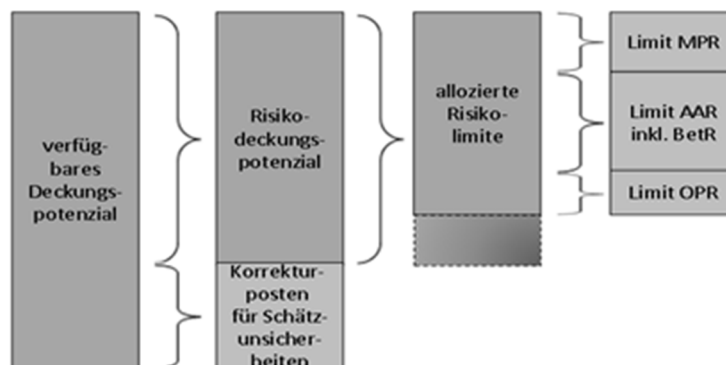 verfüg-
bares
Deckungs-
potenzial
Risiko-
deckungs-
potenzial
Korrektur-
posten
für Schätz-
unsicher-
heiten
allozierte
Risiko-
limite
Limit MPR
Limit AAR
inkl. BetR
Limit OPR